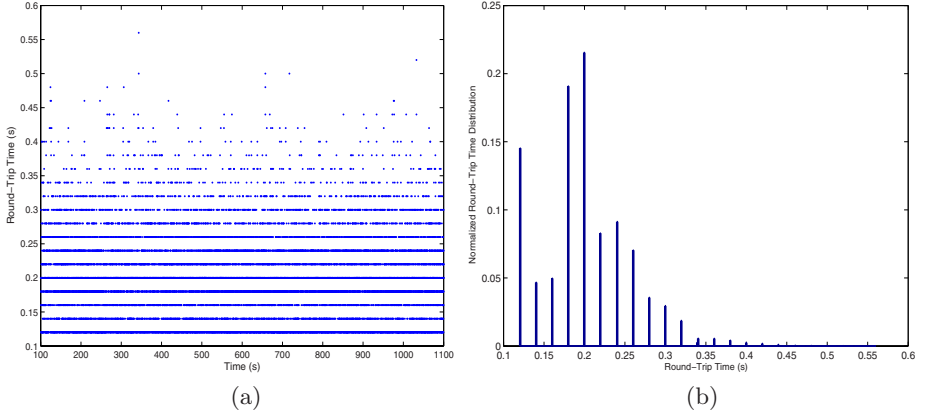 0.6
0.5
0.45
0.4
0.35
0.3
0.25
0.2
0.15
0.1
100 200 300 400 500 600 700 800 900 1000 1100
Round−Trip Time (s)
Time (s)
(a)
0.25
0.2
0.15
0.1
0.05
0
0.1 0.15 0.2 0.25 0.3 0.35 0.4 0.45 0.5 0.55 0.6
Normalized Round−Trip Time Distribution
Round−Trip Time (s)
(b)